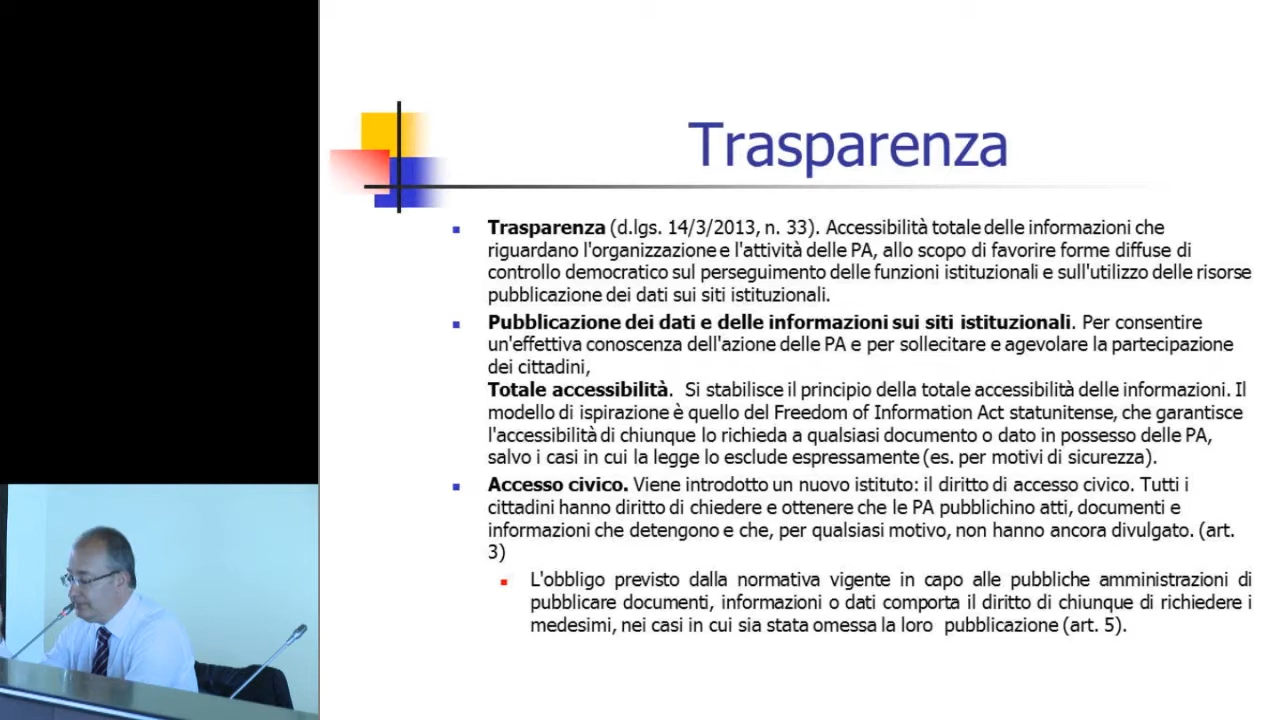 Trasparenza
Trasparenza (d.lgs. 14/3/2013, n. 33). Accessibilità totale delle informazioni che
riguardano l'organizzazione e l'attività delle PA, allo scopo di favorire forme diffuse di
controllo democratico sul perseguimento delle funzioni istituzionali e sull'utilizzo delle risorse
pubblicazione dei dati sui siti istituzionali.
Pubblicazione dei dati e delle informazioni sui siti istituzionali. Per consentire
un'effettiva conoscenza dell'azione delle PA e per sollecitare e agevolare la partecipazione
dei cittadini,
Totale accessibilità. Si stabilisce il principio della totale accessibilità delle informazioni. Il
modello di ispirazione è quello del Freedom of Information Act statunitense, che garantisce
l'accessibilità di chiunque lo richieda a qualsiasi documento o dato in possesso delle PA,
salvo i casi in cui la legge lo esclude espressamente (es. per motivi di sicurezza).
Accesso civico. Viene introdotto un nuovo istituto: il diritto di accesso civico. Tutti i
cittadini hanno diritto di chiedere e ottenere che le PA pubblichino atti, documenti e
informazioni che detengono e che, per qualsiasi motivo, non hanno ancora divulgato. (art.
3)
L'obbligo previsto dalla normativa vigente in capo alle pubbliche amministrazioni di
pubblicare documenti, informazioni o dati comporta il diritto di chiunque di richiedere i
medesimi, nei casi in cui sia stata omessa la loro pubblicazione (art. 5).